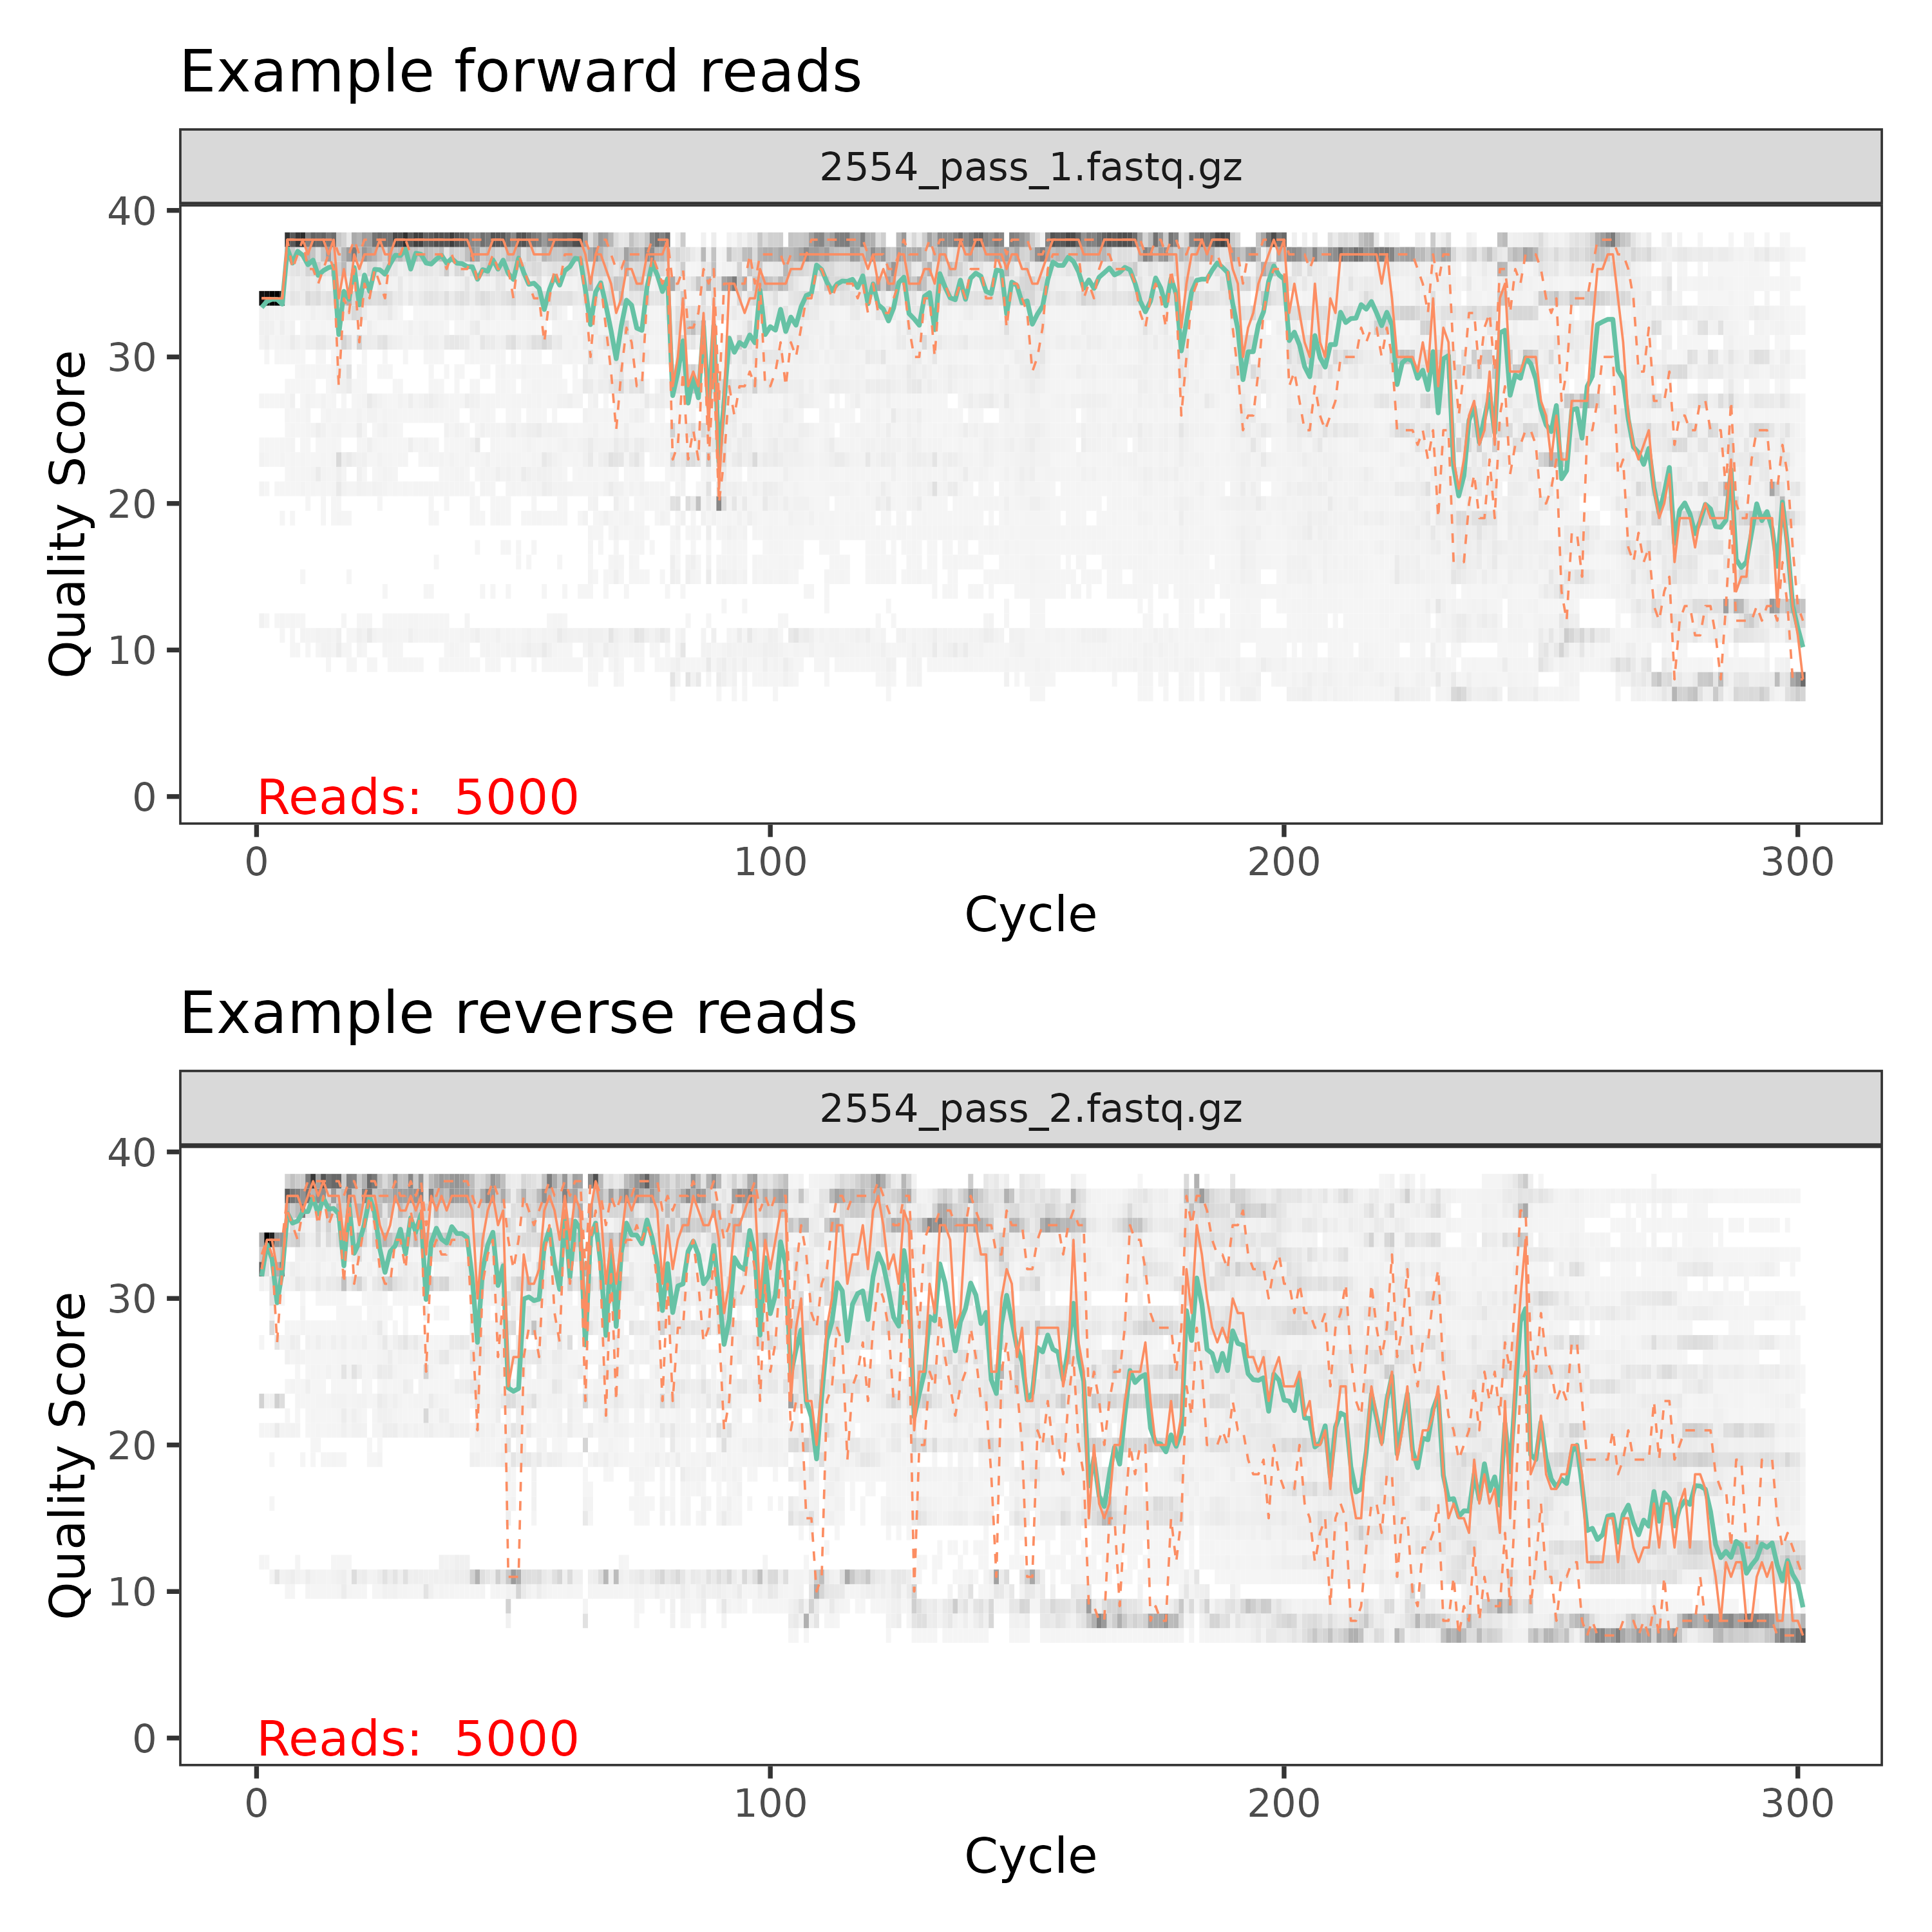 Example forward reads
2554_pass_1.fastq.gz
Quality Score
40
30
20
10
0
Reads:  5000
0 100 200 300
Cycle
Example reverse reads
2554_pass_2.fastq.gz
Quality Score
40
30
20
10
0
Reads:  5000
0 100 200 300
Cycle